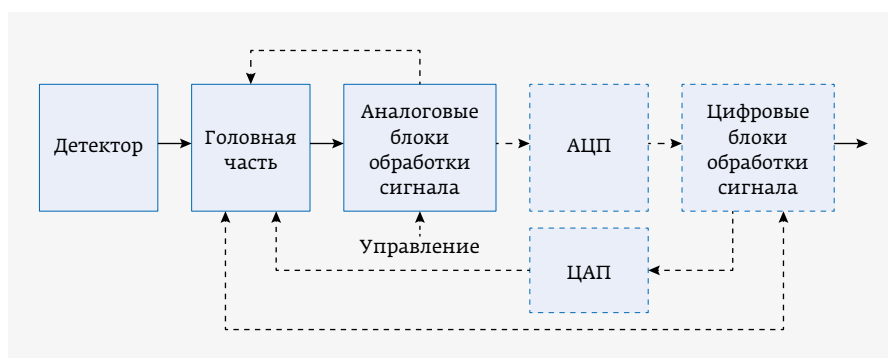 Детектор
Головная
часть
Аналоговые
блоки
обработки
сигнала
АЦП
Цифровые
блоки
обработки
сигнала
Управление
ЦАП